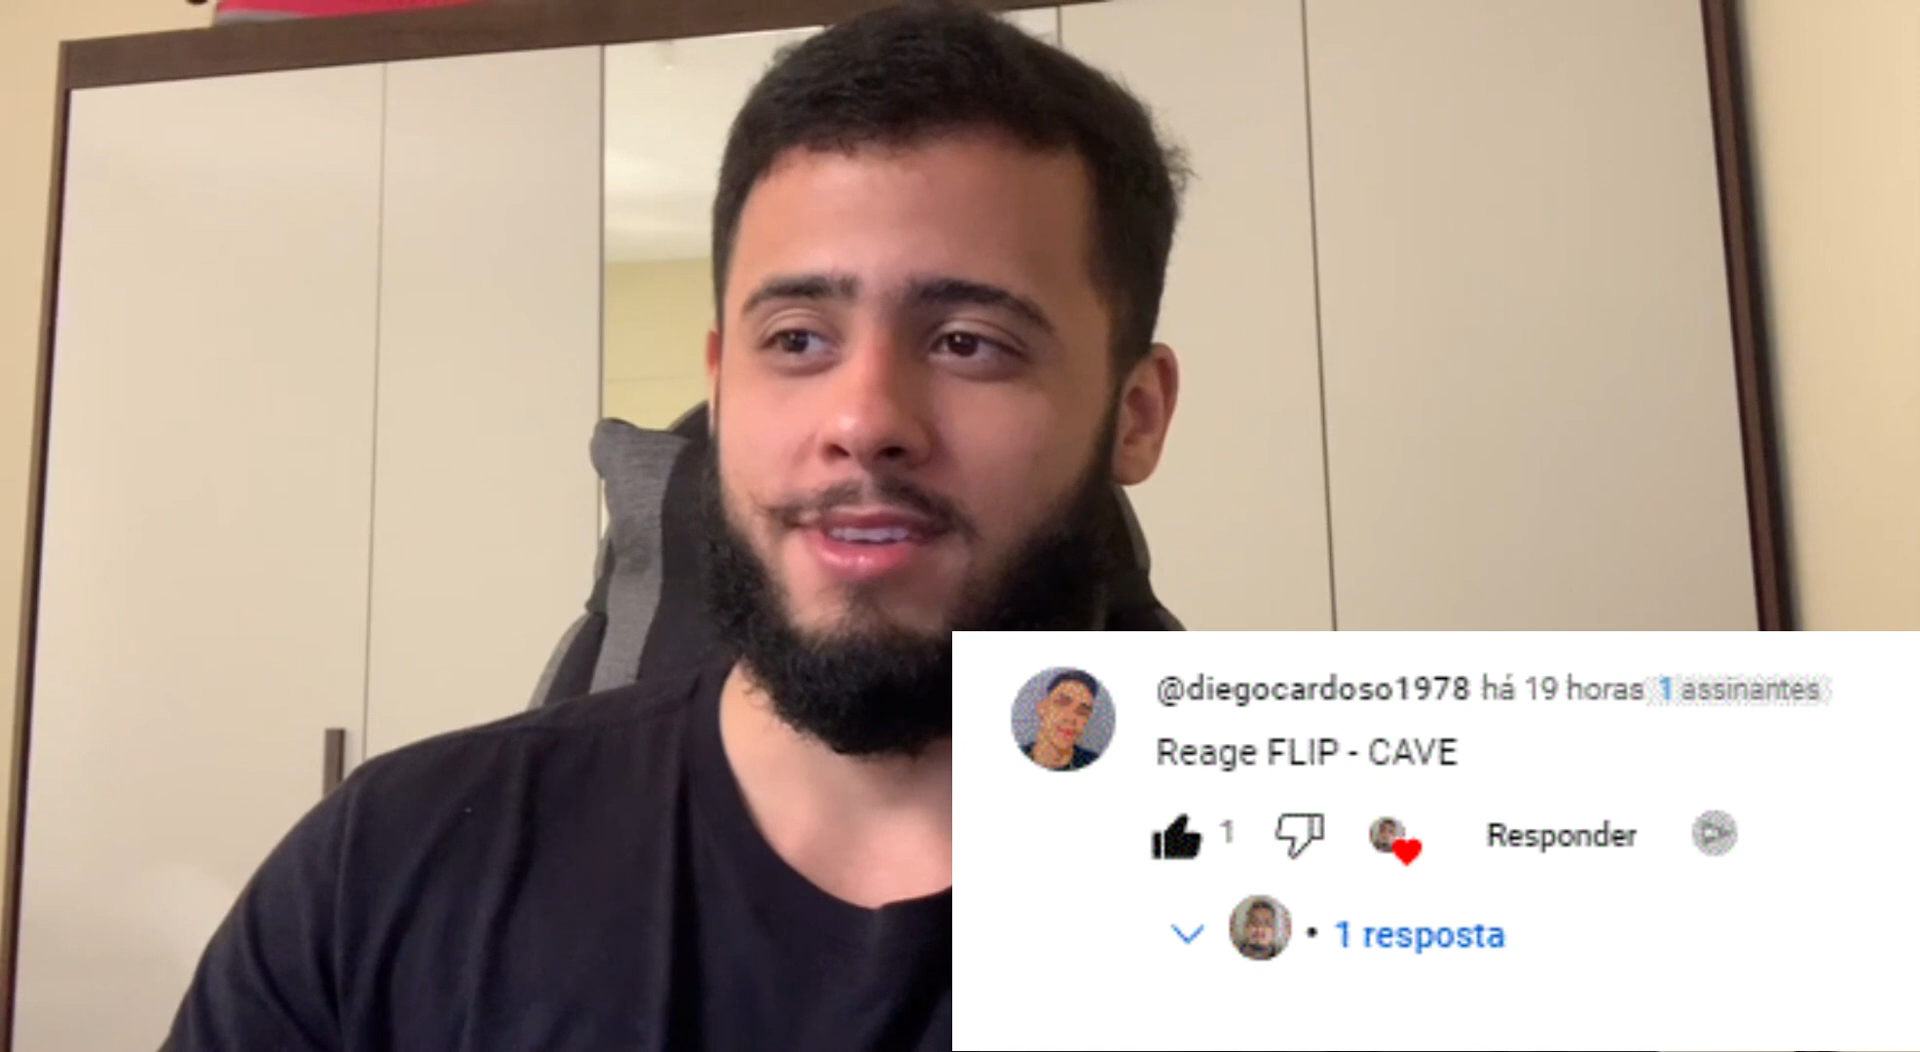 @diegocardoso1978 há 19 horas 1 assinantes
Reage FLIP - CAVE
1 Responder
• 1 resposta